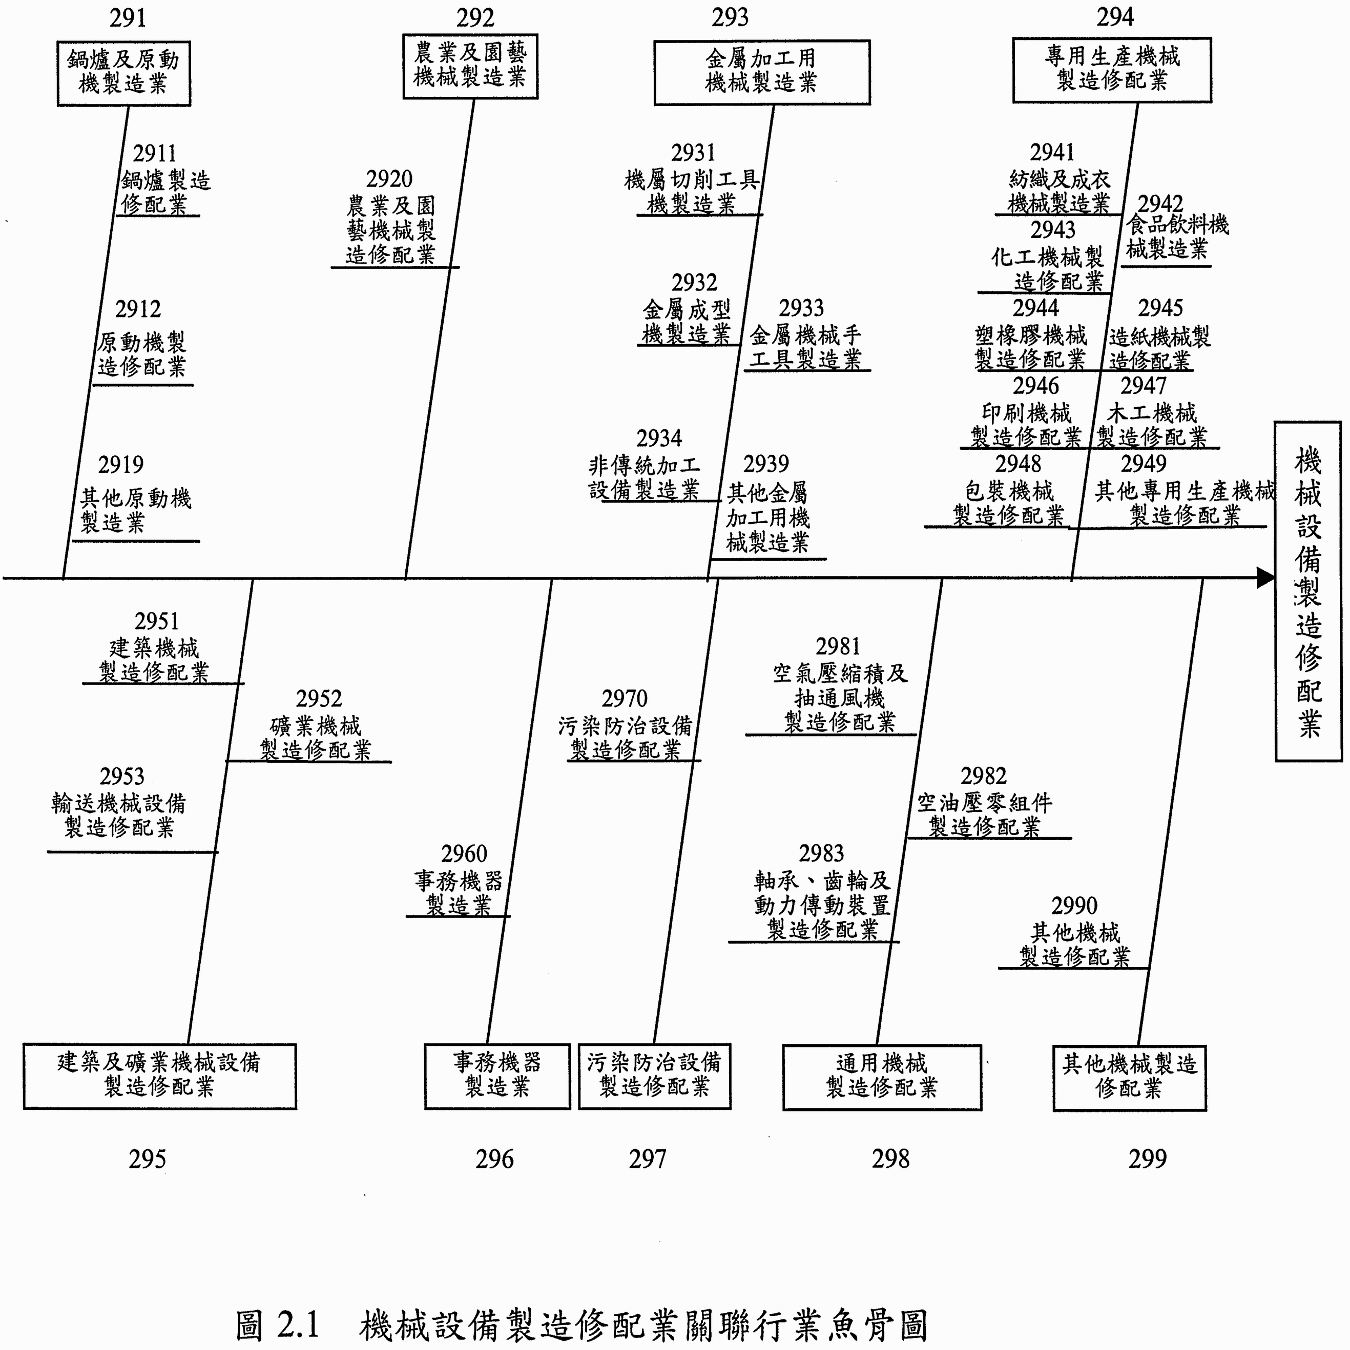 291
鍋爐及原動
機製造業
2911
鍋爐製造
修配業
2912
原動機製
造修配業
2919
其他原動機
製造業
292
農業及園藝
機械製造業
2920
農業及園
藝機械製
造修配業
293
金屬加工用
機械製造業
2931
機屬切削工具
機製造業
2932
金屬成型
機製造業
2933
金屬機械手
工具製造業
2934
非傳統加工
設備製造業
2939
其他金屬
加工用機
械製造業
294
專用生產機械
製造修配業
2941
紡織及成衣
機械製造業
2942
食品飲料機
械製造業
2943
化工機械製
造修配業
2944
塑橡膠機械
製造修配業
2945
造紙機械製
造修配業
2946
印刷機械
製造修配業
2947
木工機械
製造修配業
2948
包裝機械
製造修配業
2949
其他專用生產機械
製造修配業
機械設備製造修配業
2951
建築機械
製造修配業
2952
礦業機械
製造修配業
2953
輸送機械設備
製造修配業
建築及礦業機械設備
製造修配業
295
2960
事務機器
製造業
事務機器
製造業
296
2970
污染防治設備
製造修配業
污染防治設備
製造修配業
297
2981
空氣壓縮積及
抽通風機
製造修配業
2982
空油壓零組件
製造修配業
2983
軸承、齒輪及
動力傳動裝置
製造修配業
通用機械
製造修配業
298
2990
其他機械
製造修配業
其他機械製造
修配業
299
圖 2.1 機械設備製造修配業關聯行業魚骨圖